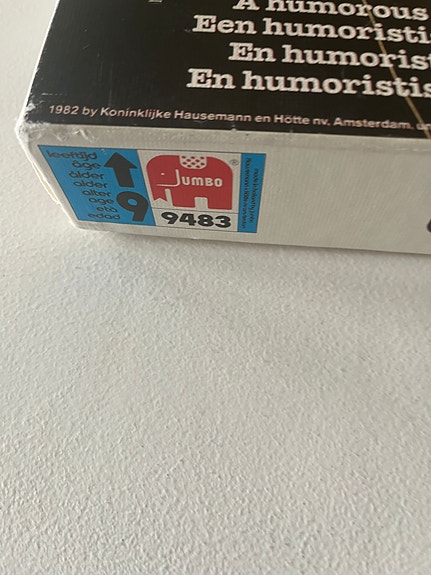 A humorous
Een humoristi
En humorist
En humoristis
1982 by Koninklijke Hausemann en Hötte nv. Amsterdam.
leeftijd
âge
ålder
alder
alter
age
età
edad
9
JUMBO
®
9483